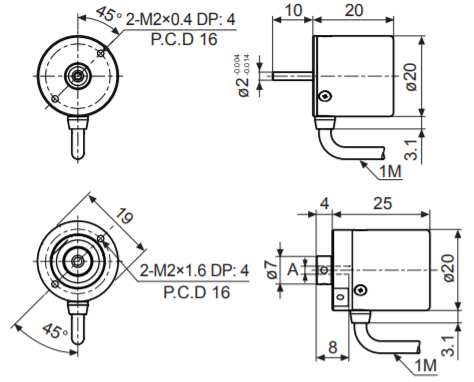 45°
2-M2×0.4 DP: 4
P.C.D 16
10
20
ø2 -0.004 -0.014
ø20
3.1
1M
19
2-M2×1.6 DP: 4
P.C.D 16
45°
4
25
ø7
A
ø20
8
3.1
1M